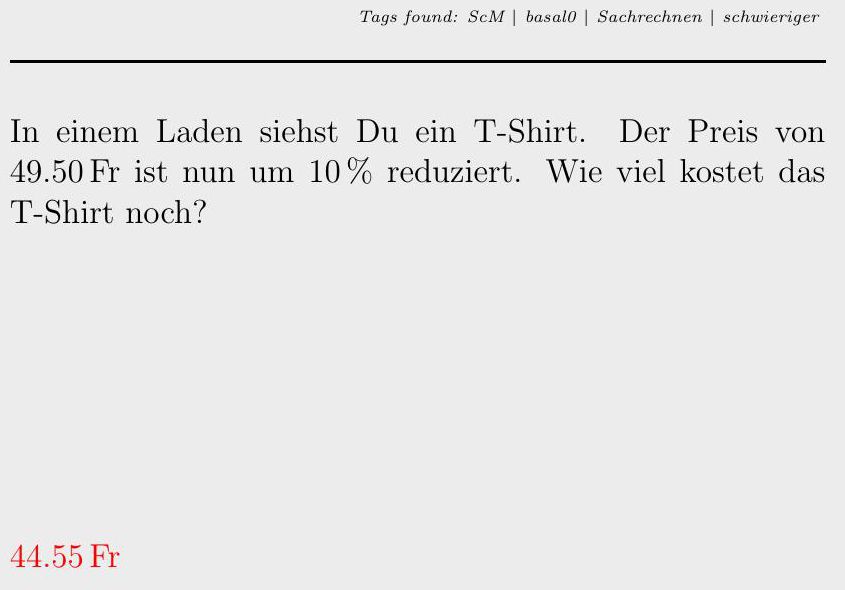 Tags found: ScM | basal0 | Sachrechnen | schwieriger
In einem Laden siehst Du ein T-Shirt. Der Preis von
49.50 Fr ist nun um 10 % reduziert. Wie viel kostet das
T-Shirt noch?
44.55 Fr